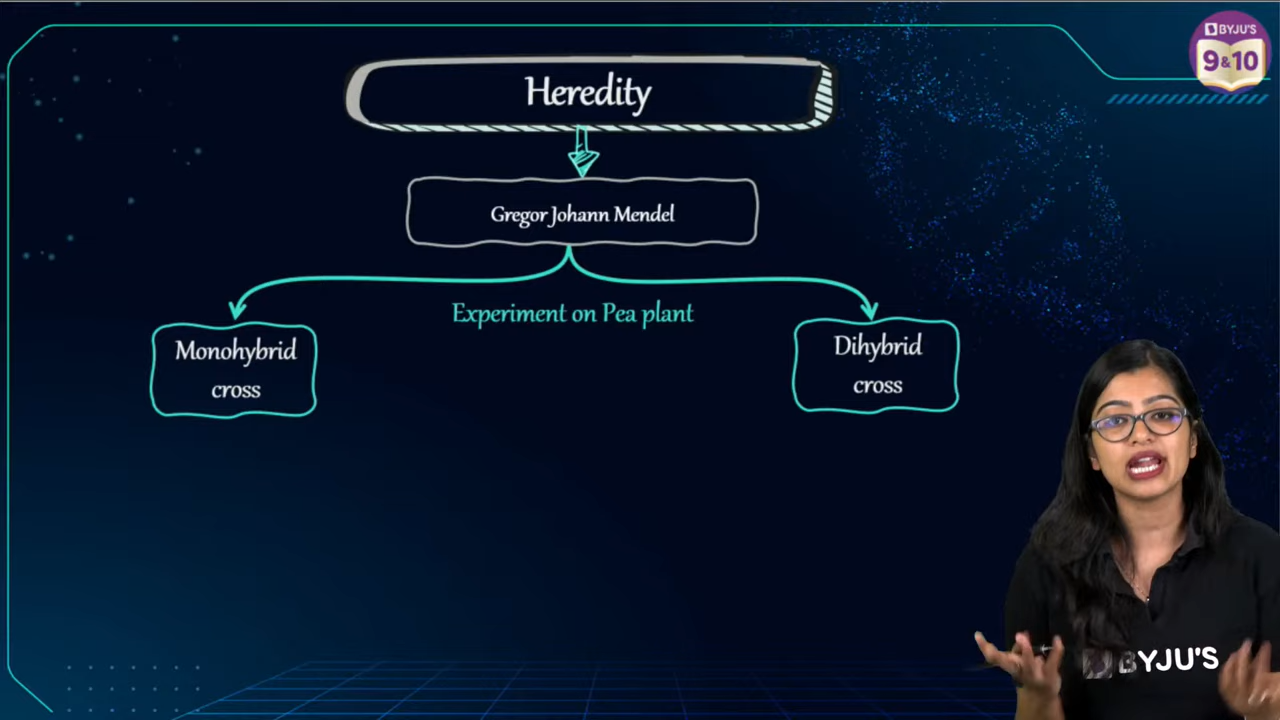 BYJU'S
9&10
Heredity
Gregor Johann Mendel
Experiment on Pea plant
Monohybrid
cross
Dihybrid
cross
BYJU'S